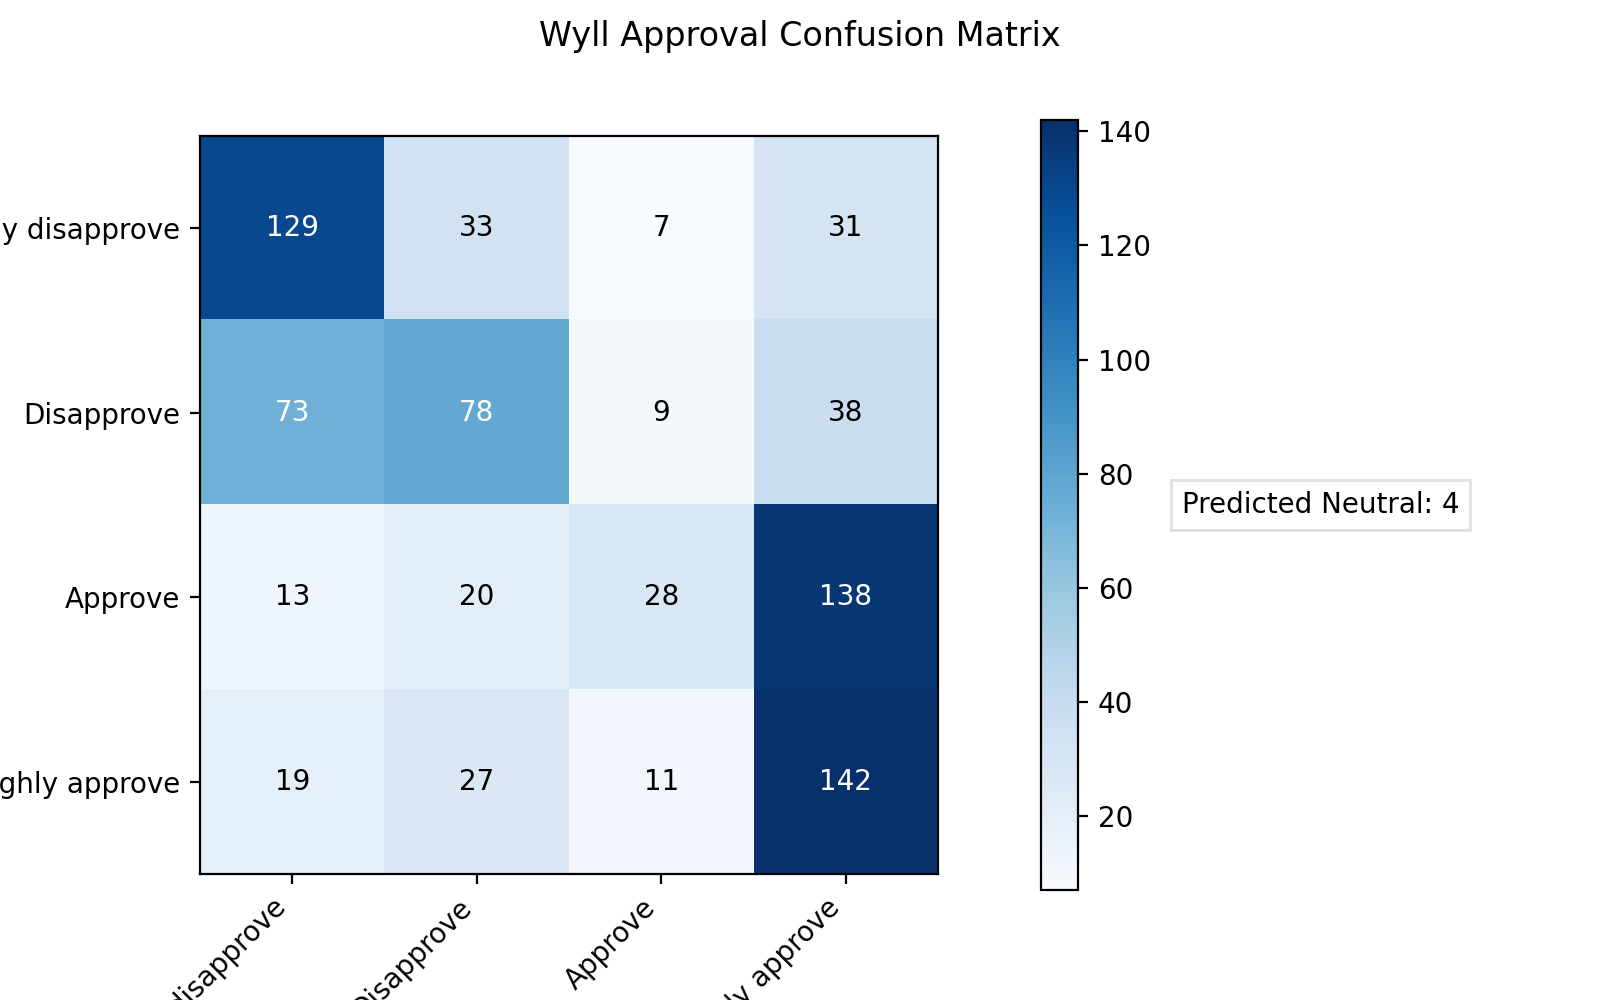 Wyll Approval Confusion Matrix
y disapprove 129 33 7 31
Disapprove 73 78 9 38
Approve 13 20 28 138
ghly approve 19 27 11 142
disapprove Disapprove Approve ly approve
140
120
100
80
60
40
20
Predicted Neutral: 4